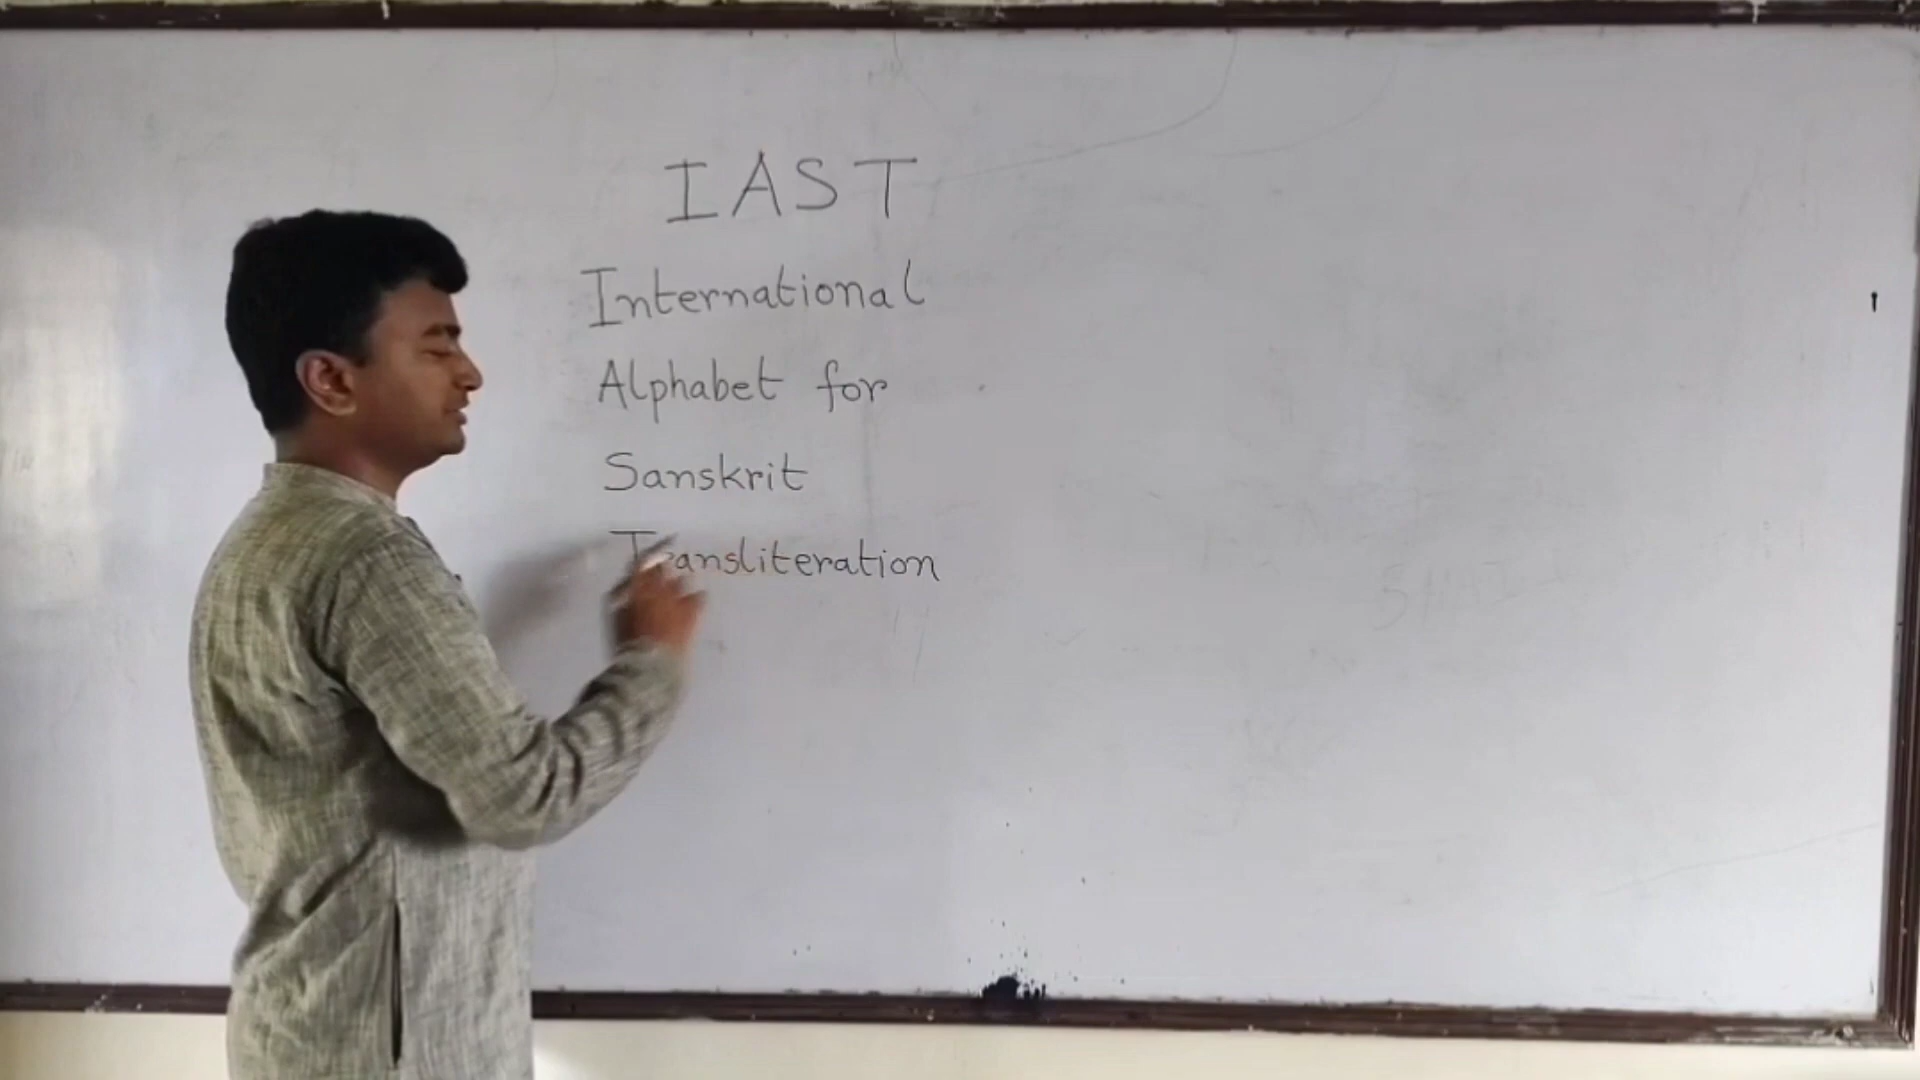 IAST
International
Alphabet for
Sanskrit
Transliteration